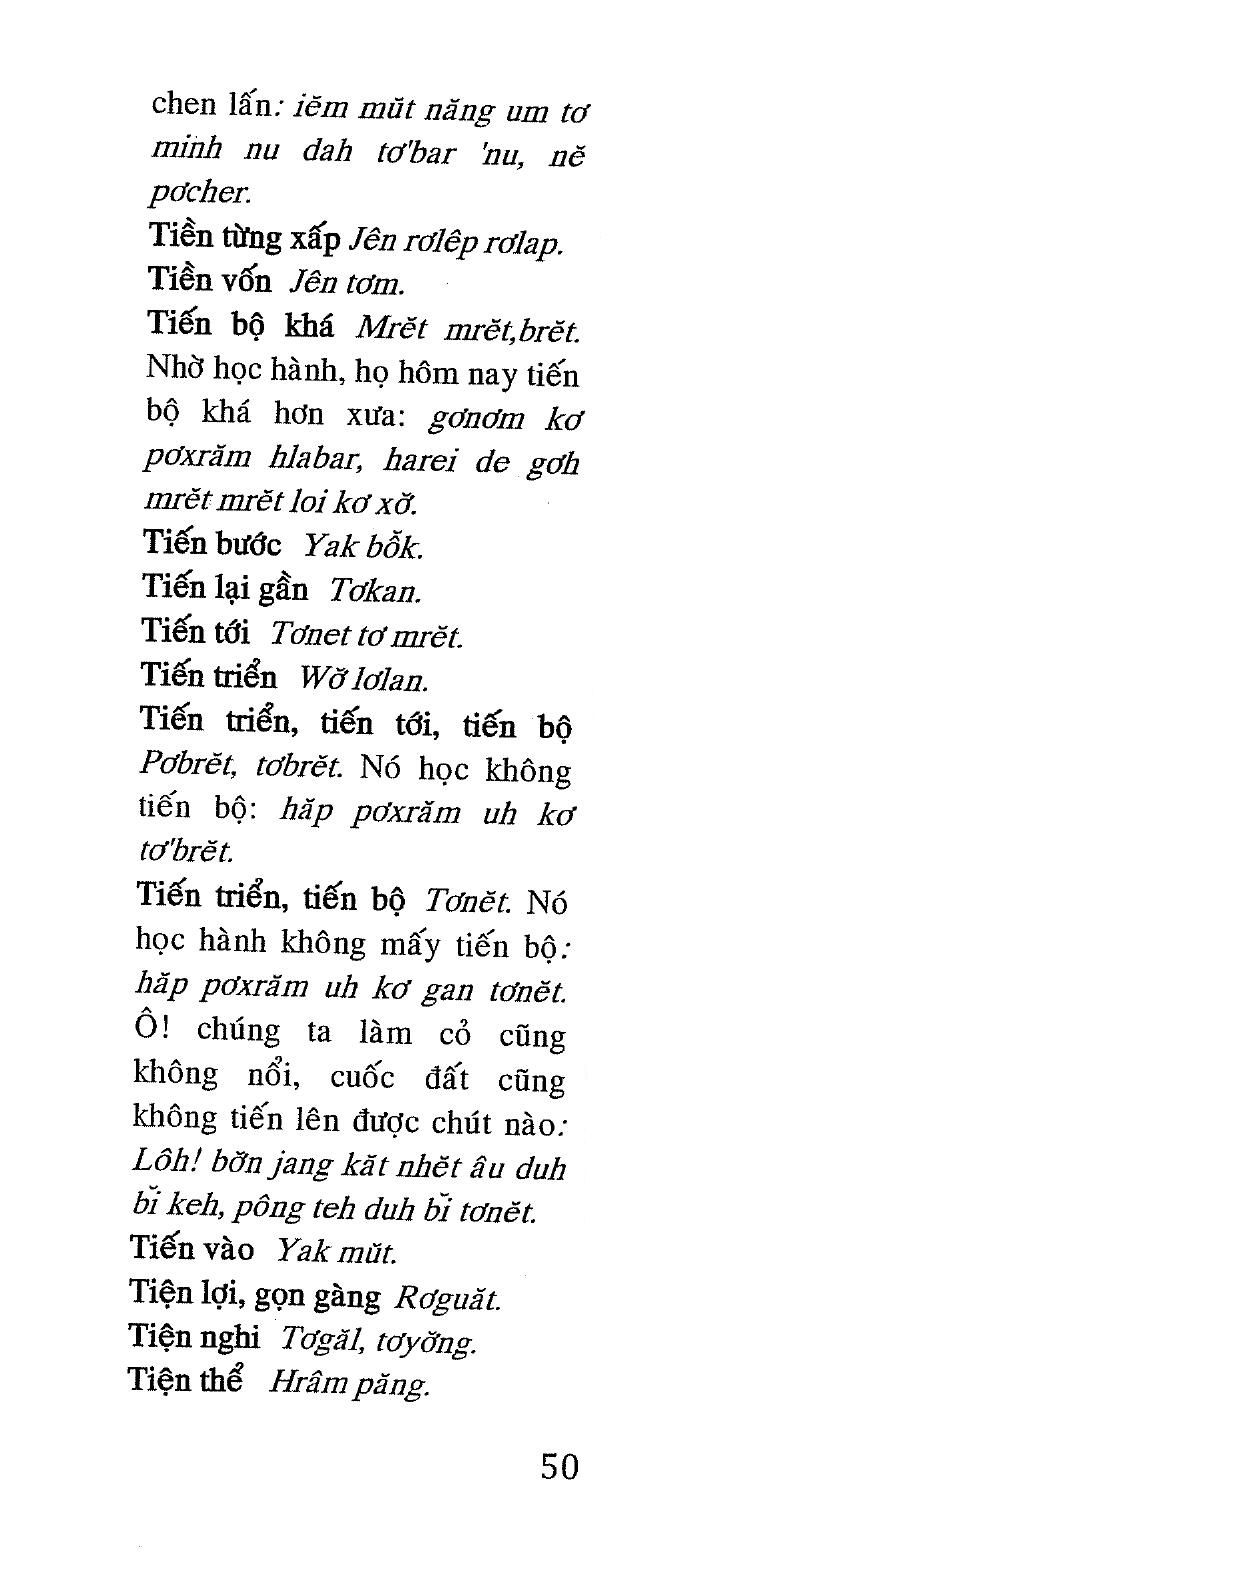 chen lấn: iĕm mŭt năng um tơ
minh nu dah tơ'bar 'nu, nĕ
pơcher.
Tiền từng xấp Jên rơlêp rơlap.
Tiền vốn Jên tơm.
Tiến bộ khá Mrĕt mrĕt,brĕt.
Nhờ học hành, họ hôm nay tiến
bộ khá hơn xưa: gơnơm kơ
pơxrăm hlabar, harei de gơh
mrĕt mrĕt loi kơ xơ̆.
Tiến bước Yak bô̆k.
Tiến lại gần Tơkan.
Tiến tới Tơnet tơ mrĕt.
Tiến triển Wơ̆ lơlan.
Tiến triển, tiến tới, tiến bộ
Pơbrĕt, tơbrĕt. Nó học không
tiến bộ: hăp pơxrăm uh kơ
tơ'brĕt.
Tiến triển, tiến bộ Tơnĕt. Nó
học hành không mấy tiến bộ:
hăp pơxrăm uh kơ gan tơnĕt.
Ô! chúng ta làm cỏ cũng
không nổi, cuốc đất cũng
không tiến lên được chút nào:
Lôh! bơ̆n jang kăt nhĕt âu duh
bĭ keh, pông teh duh bĭ tơnĕt.
Tiến vào Yak mŭt.
Tiện lợi, gọn gàng Rơguăt.
Tiện nghi Tơgăl, tơyơ̆ng.
Tiện thể Hrâm păng.
50